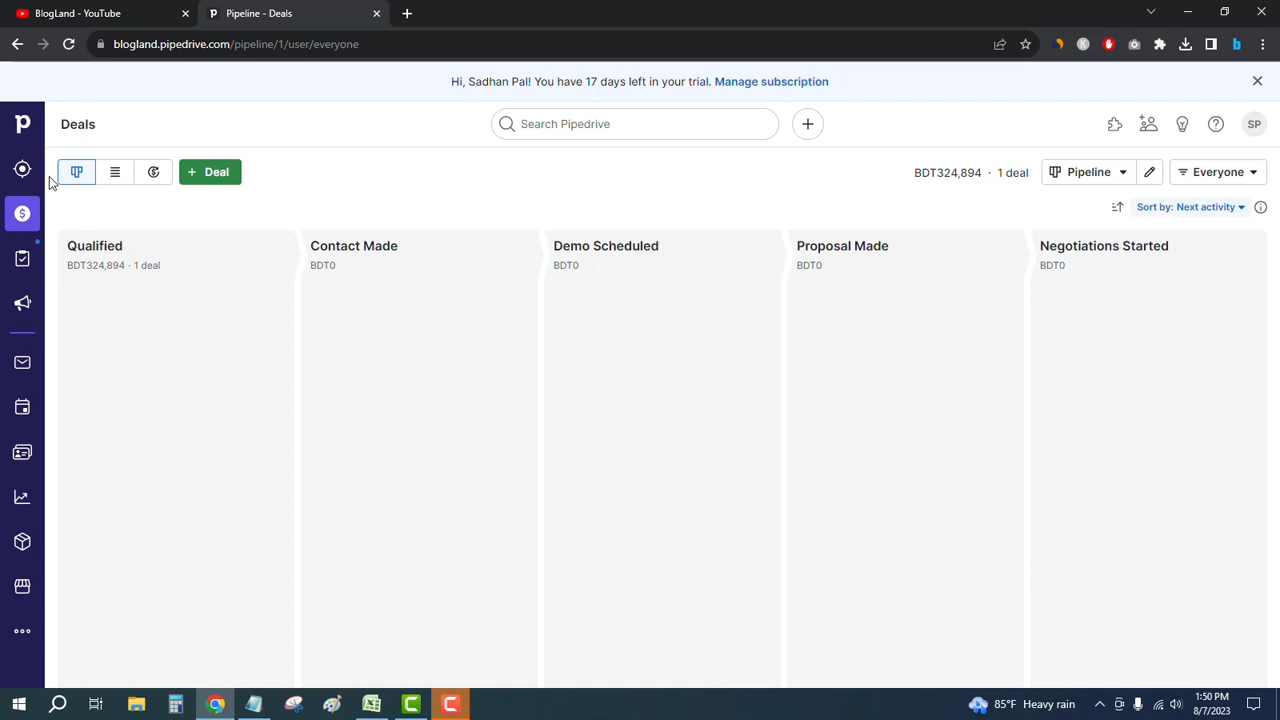 BlogLand - YouTube
Pipeline - Deals
blogland.pipedrive.com/pipeline/1/user/everyone
Hi, Sadhan Pal! You have 17 days left in your trial. Manage subscription
Deals
Search Pipedrive
SP
+ Deal
BDT324,894 · 1 deal
Pipeline
Everyone
Sort by: Next activity
Qualified
BDT324,894 · 1 deal
Contact Made
BDT0
Demo Scheduled
BDT0
Proposal Made
BDT0
Negotiations Started
BDT0
85°F Heavy rain
1:50 PM
8/7/2023